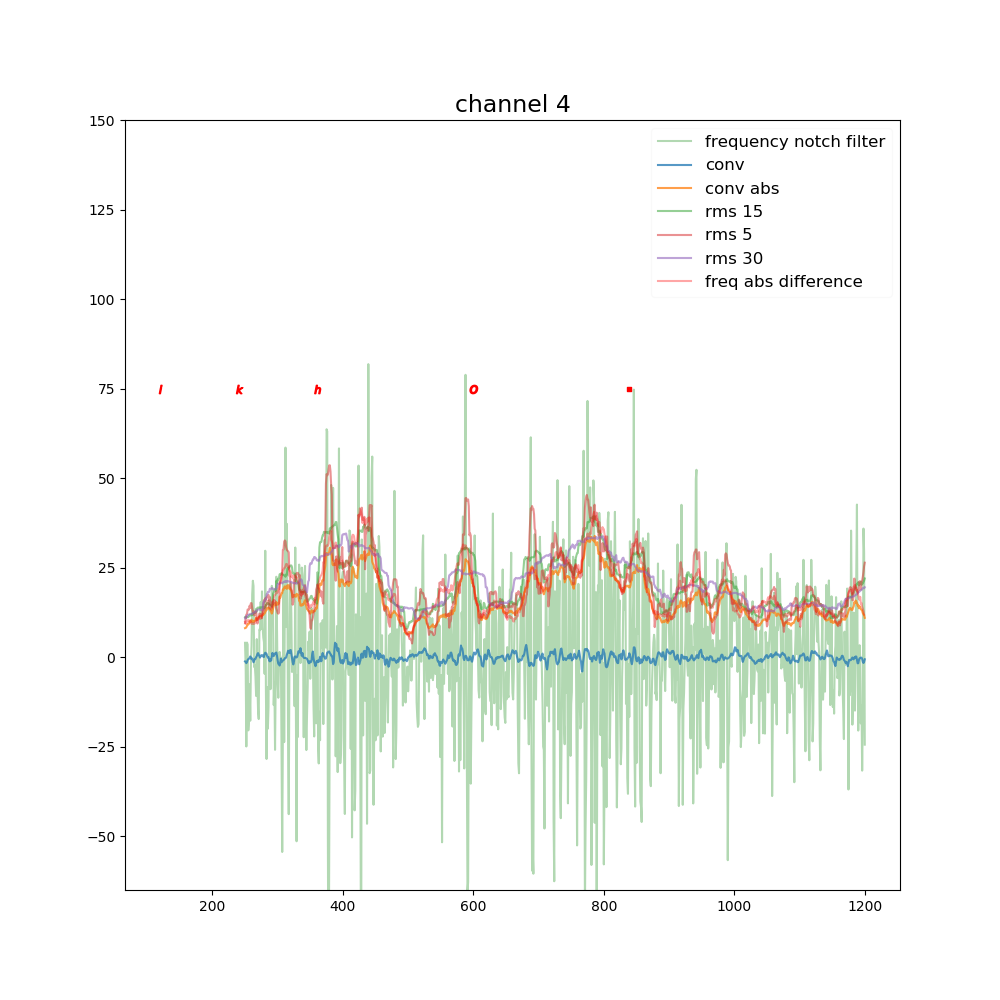 channel 4
150
frequency notch filter
conv
conv abs
rms 15
rms 5
rms 30
freq abs difference
125
100
75
l k h O
50
25
0
−25
−50
200 400 600 800 1000 1200